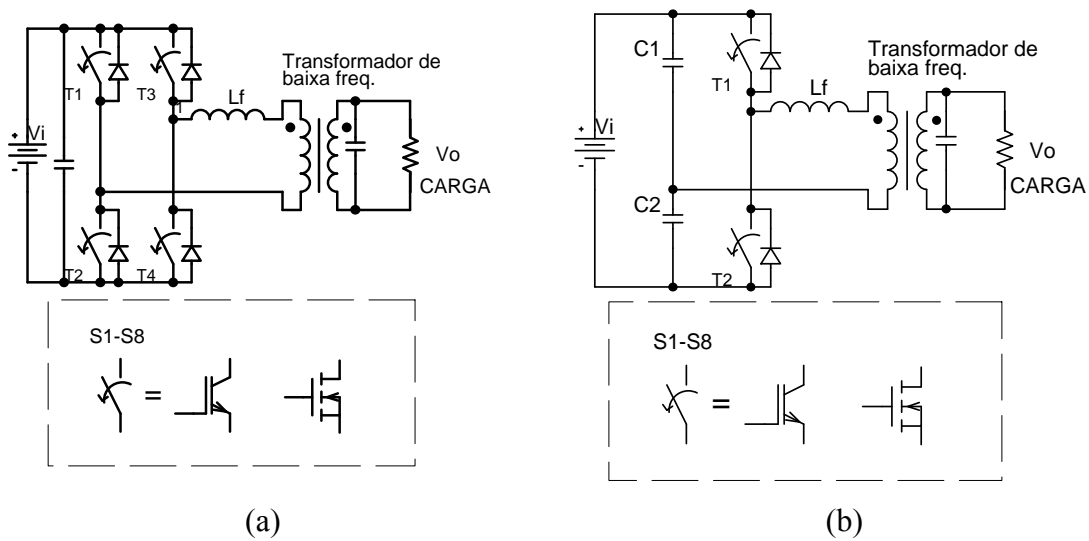 Transformador de
baixa freq.
T1
T3
1
Lf
+
Vi
-
Vo
CARGA
T2
T4
S1-S8
=
(a)
C1
Transformador de
baixa freq.
T1
Lf
+
Vi
-
Vo
CARGA
C2
T2
S1-S8
=
(b)